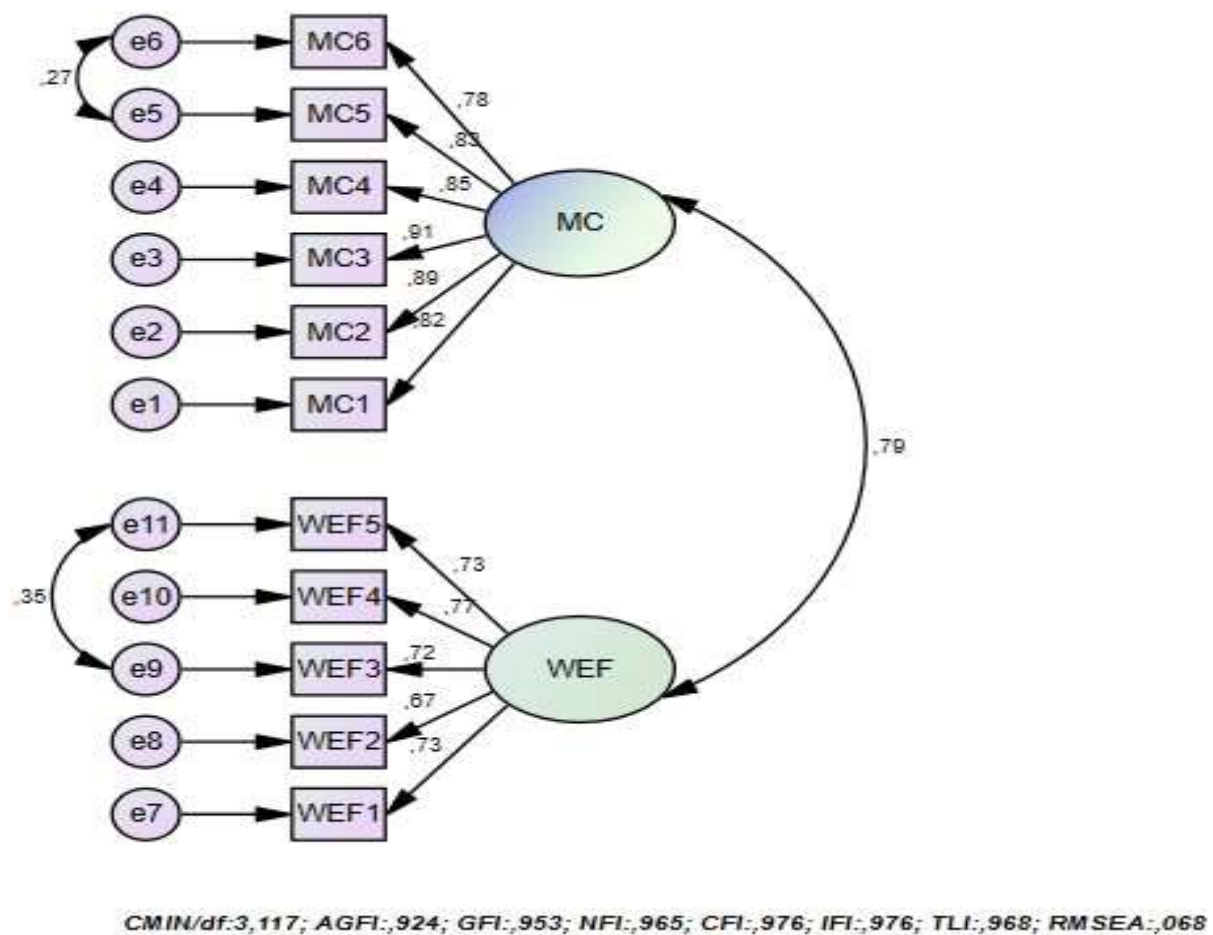 e6 MC6
,78
,27
e5 MC5
,83
e4 MC4
,85
MC
e3 MC3
,91
,89
e2 MC2
,82
e1 MC1
,79
e11 WEF5
,73
e10 WEF4
,77
,35
e9 WEF3
,72
WEF
,67
e8 WEF2
,73
e7 WEF1
CMIN/df:3,117; AGFI:,924; GFI:,953; NFI:,965; CFI:,976; IFI:,976; TLI:,968; RMSEA:,068